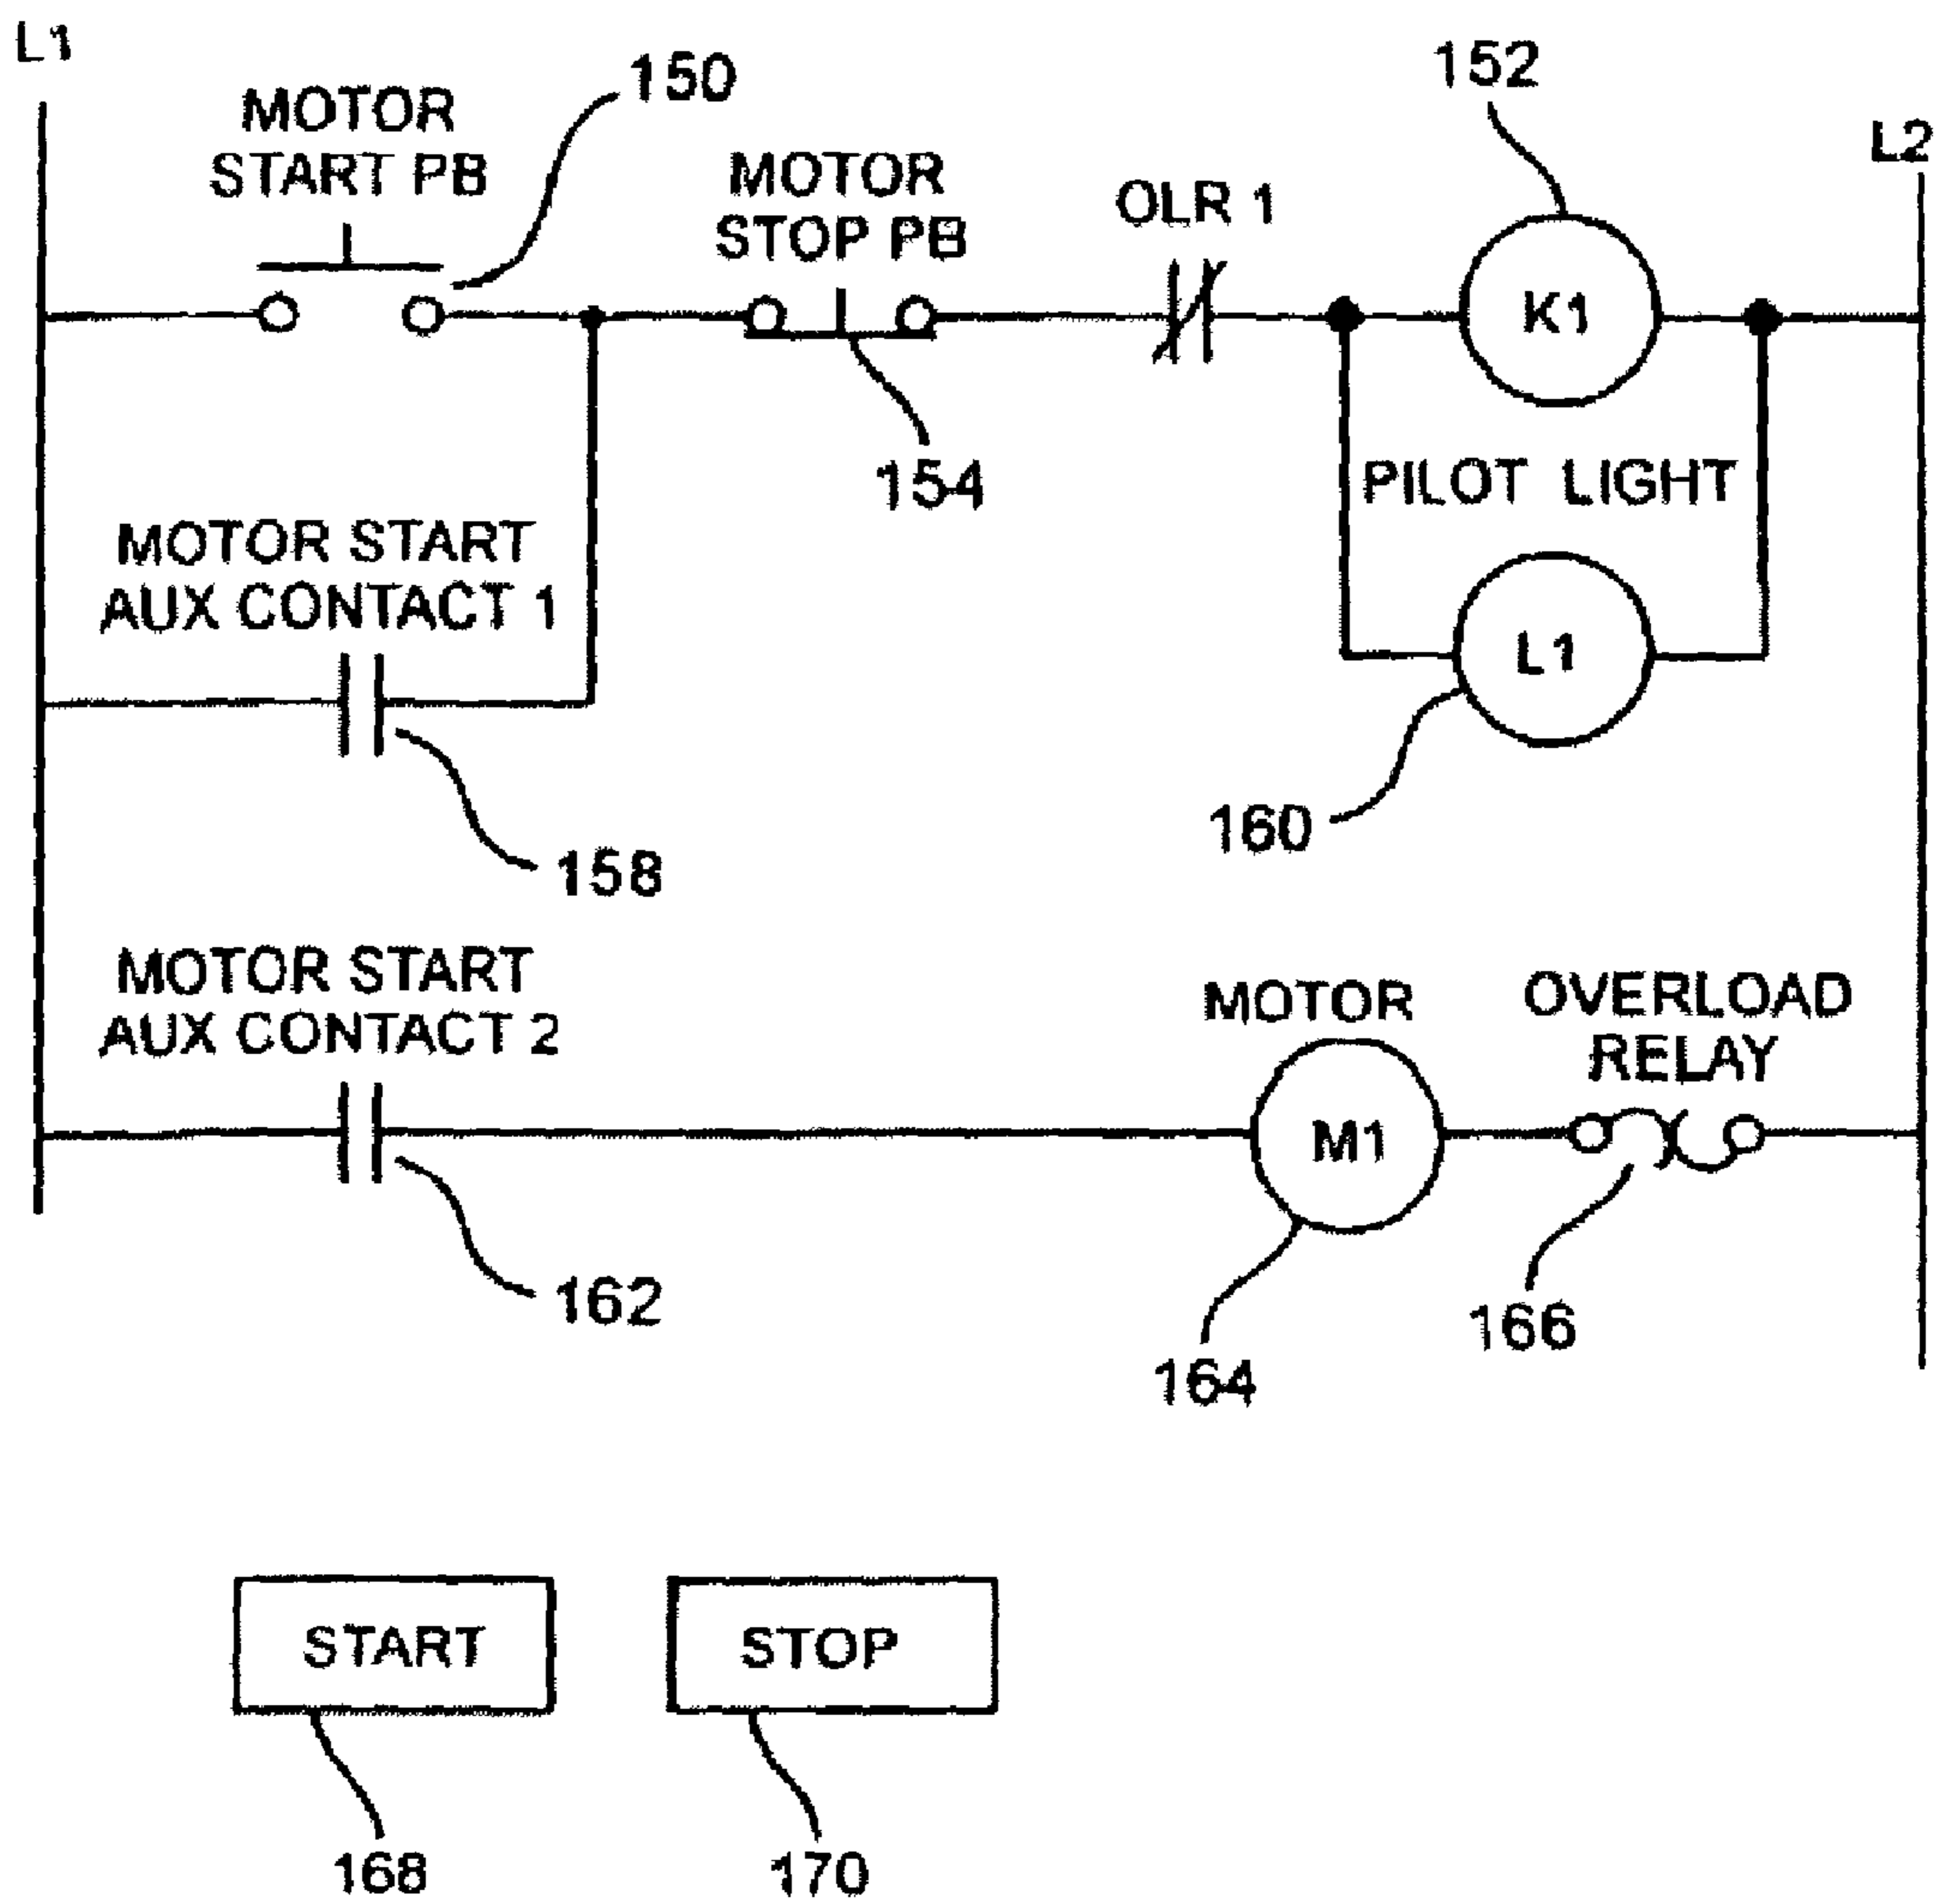 L1
150
152
MOTOR
START PB
L2
MOTOR
STOP PB
OLR 1
K1
154
PILOT LIGHT
MOTOR START
AUX CONTACT 1
L1
160
158
MOTOR START
AUX CONTACT 2
MOTOR
OVERLOAD
RELAY
M1
162
166
164
START
STOP
168
170